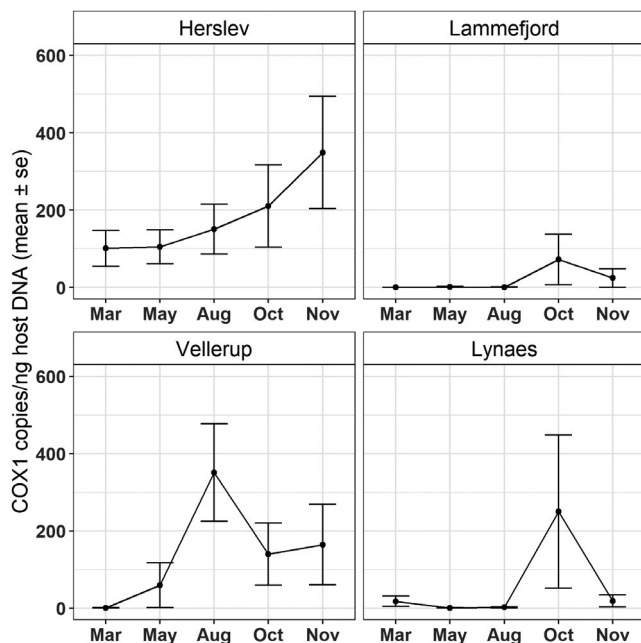 COX1 copies/ng host DNA (mean ± se)
Herslev
600
400
200
0
Mar May Aug Oct Nov
Lammefjord
Mar May Aug Oct Nov
Vellerup
600
400
200
0
Mar May Aug Oct Nov
Lynaes
Mar May Aug Oct Nov